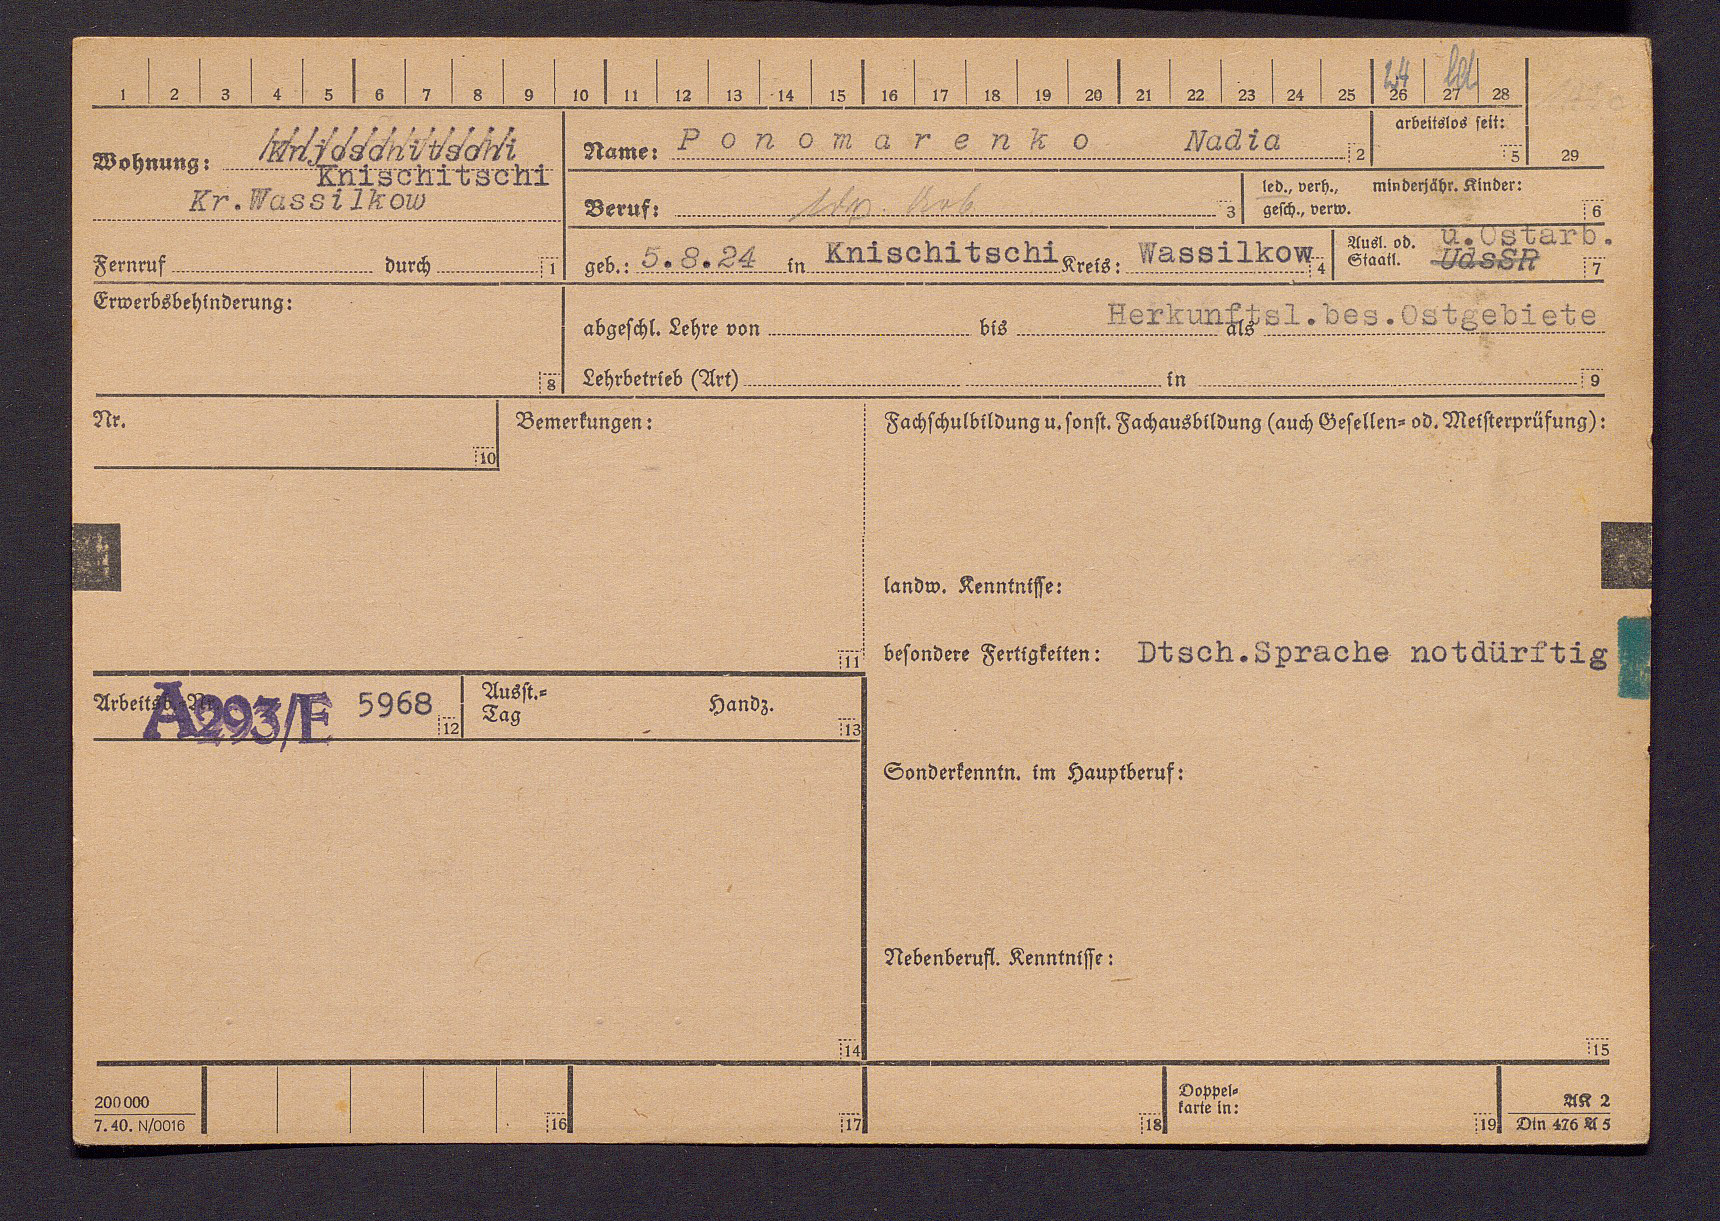 1 2 3 4 5 6 7 8 9 10 11 12 13 14 15 16 17 18 19 20 21 22 23 24 25 26 27 28
24
Wohnung: Knjoschitschi
Knischitschi
Kr.Wassilkow
Fernruf durch 1
Name: Ponomarenko Nadia 2
arbeitslos seit: 5 29
Beruf: 3
led., verh., gesch., verw.
minderjähr. Kinder: 6
geb.: 5.8.24 in Knischitschi Kreis: Wassilkow 4
Ausl. od. Staatl. u.Ostarb.
UdSSR 7
Erwerbsbehinderung: 8
Herkunftsl.bes.Ostgebiete
abgeschl. Lehre von bis als
Lehrbetrieb (Art) in 9
Nr. 10
Bemerkungen: 11
Fachschulbildung u. sonst. Fachausbildung (auch Gesellen= od. Meisterprüfung):
landw. Kenntnisse:
besondere Fertigkeiten: Dtsch.Sprache notdürftig
Arbeitsb.-Nr. A293/E 5968 12
Ausst.= Tag Handz. 13
Sonderkenntn. im Hauptberuf:
Nebenberufl. Kenntnisse:
14 15
200 000
7. 40. N/0016
16 17 18
Doppel=
karte in: 19
AK 2
Din 476 A 5